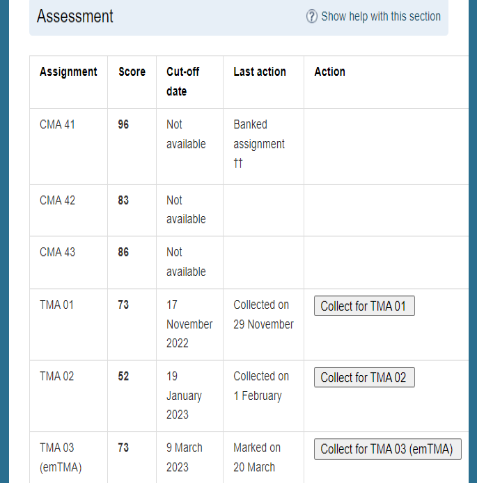 Assessment
? Show help with this section
Assignment Score Cut-off date Last action Action
CMA 41 96 Not available Banked assignment ††
CMA 42 83 Not available
CMA 43 86 Not available
TMA 01 73 17 November 2022 Collected on 29 November Collect for TMA 01
TMA 02 52 19 January 2023 Collected on 1 February Collect for TMA 02
TMA 03 (emTMA) 73 9 March 2023 Marked on 20 March Collect for TMA 03 (emTMA)